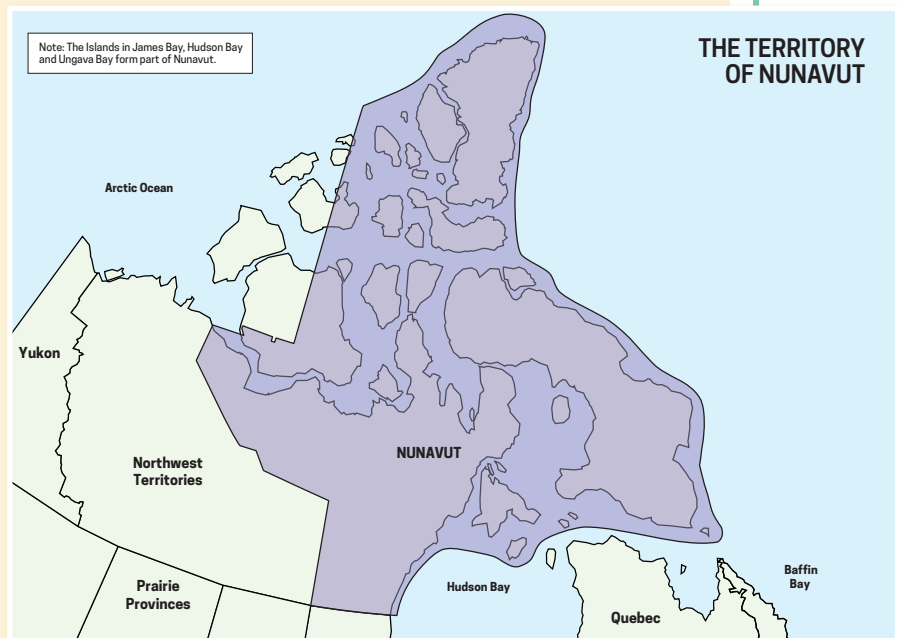 Note: The Islands in James Bay, Hudson Bay
and Ungava Bay form part of Nunavut.
THE TERRITORY
OF NUNAVUT
Arctic Ocean
Yukon
Northwest
Territories
NUNAVUT
Prairie
Provinces
Hudson Bay
Baffin
Bay
Quebec